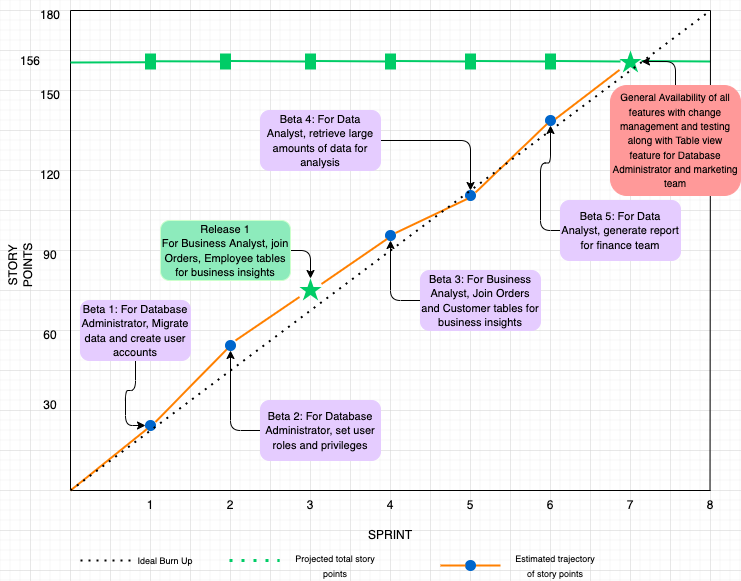 180
156
150
120
90
60
30
STORY
POINTS
Beta 4: For Data
Analyst, retrieve large
amounts of data for
analysis
General Availability of all
features with change
management and testing
along with Table view
feature for Database
Administrator and marketing
team
Release 1
For Business Analyst, join
Orders, Employee tables
for business insights
Beta 5: For Data
Analyst, generate report
for finance team
Beta 1: For Database
Administrator, Migrate
data and create user
accounts
Beta 3: For Business
Analyst, Join Orders
and Customer tables for
business insights
Beta 2: For Database
Administrator, set user
roles and privileges
1 2 3 4 5 6 7 8
SPRINT
Ideal Burn Up
Projected total story
points
Estimated trajectory
of story points